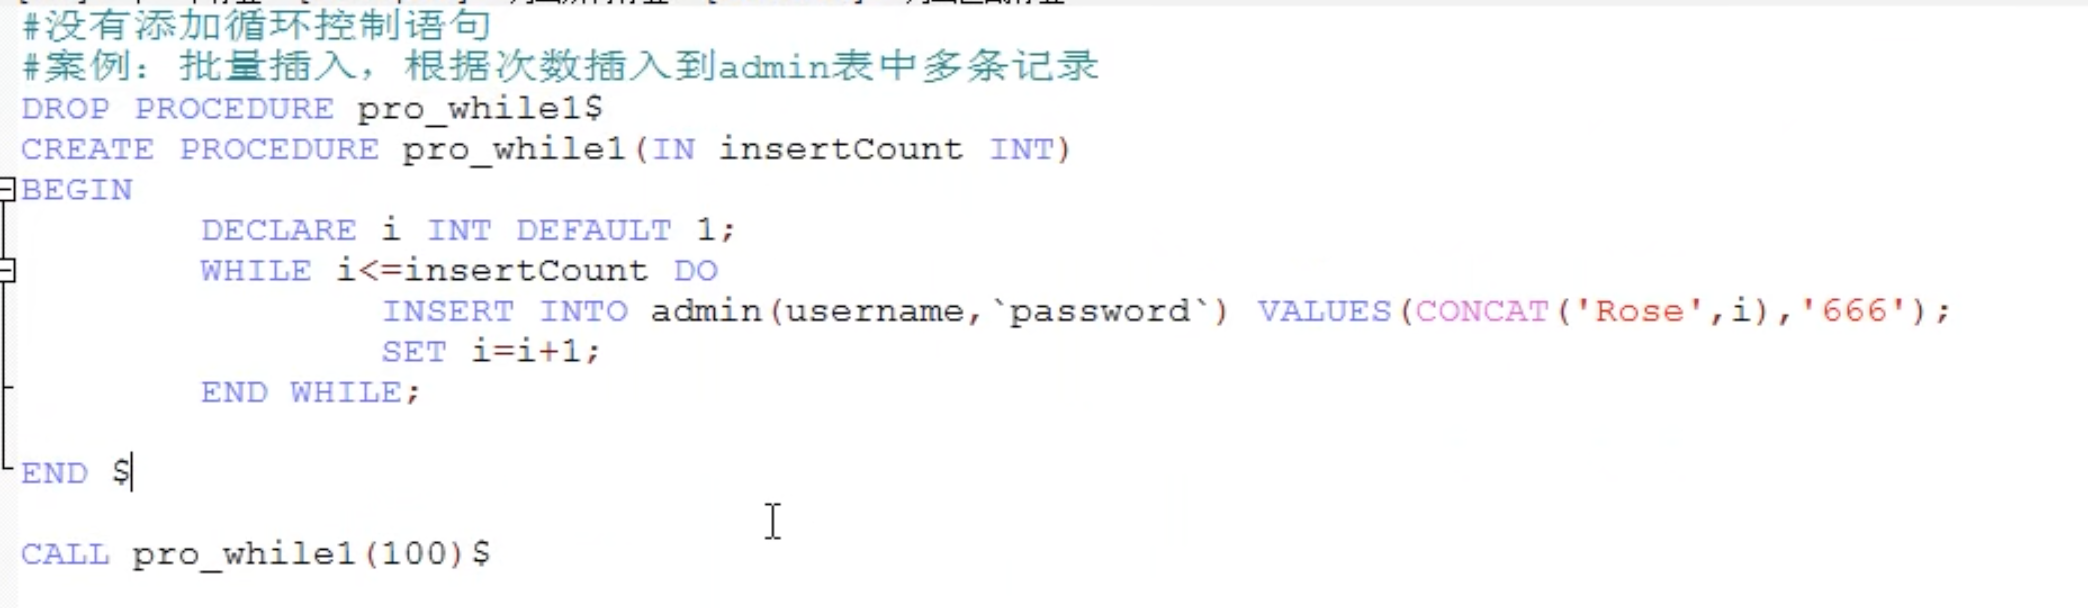 #没有添加循环控制语句
#案例：批量插入，根据次数插入到admin表中多条记录
DROP PROCEDURE pro_while1$
CREATE PROCEDURE pro_while1(IN insertCount INT)
BEGIN
DECLARE i INT DEFAULT 1;
WHILE i<=insertCount DO
INSERT INTO admin(username,`password`) VALUES(CONCAT('Rose',i),'666');
SET i=i+1;
END WHILE;
END $
CALL pro_while1(100)$